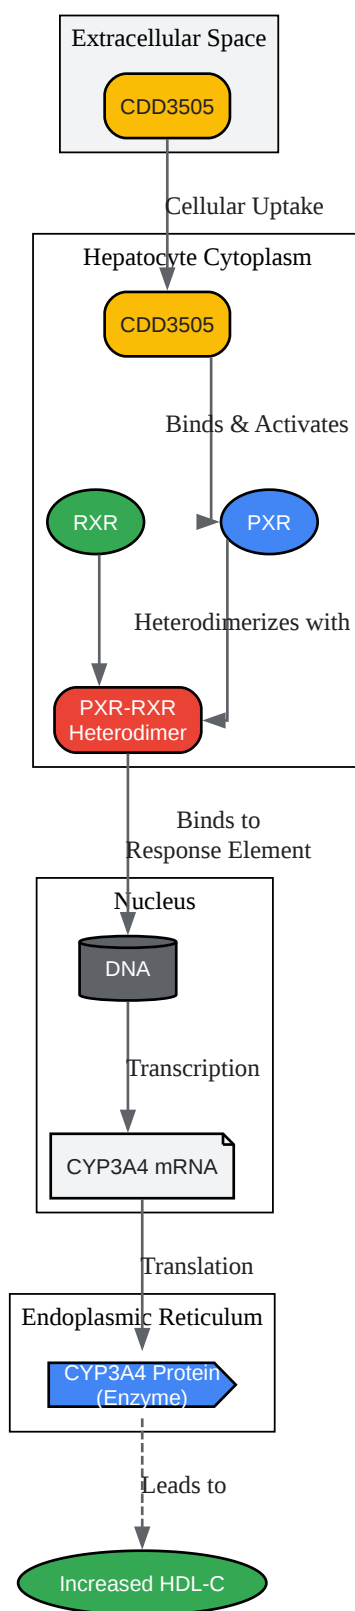 Extracellular Space
CDD3505
Cellular Uptake
Hepatocyte Cytoplasm
CDD3505
Binds & Activates
RXR
PXR
Heterodimerizes with
PXR-RXR
Heterodimer
Binds to
Response Element
Nucleus
DNA
Transcription
CYP3A4 mRNA
Translation
Endoplasmic Reticulum
CYP3A4 Protein
(Enzyme)
Leads to
Increased HDL-C